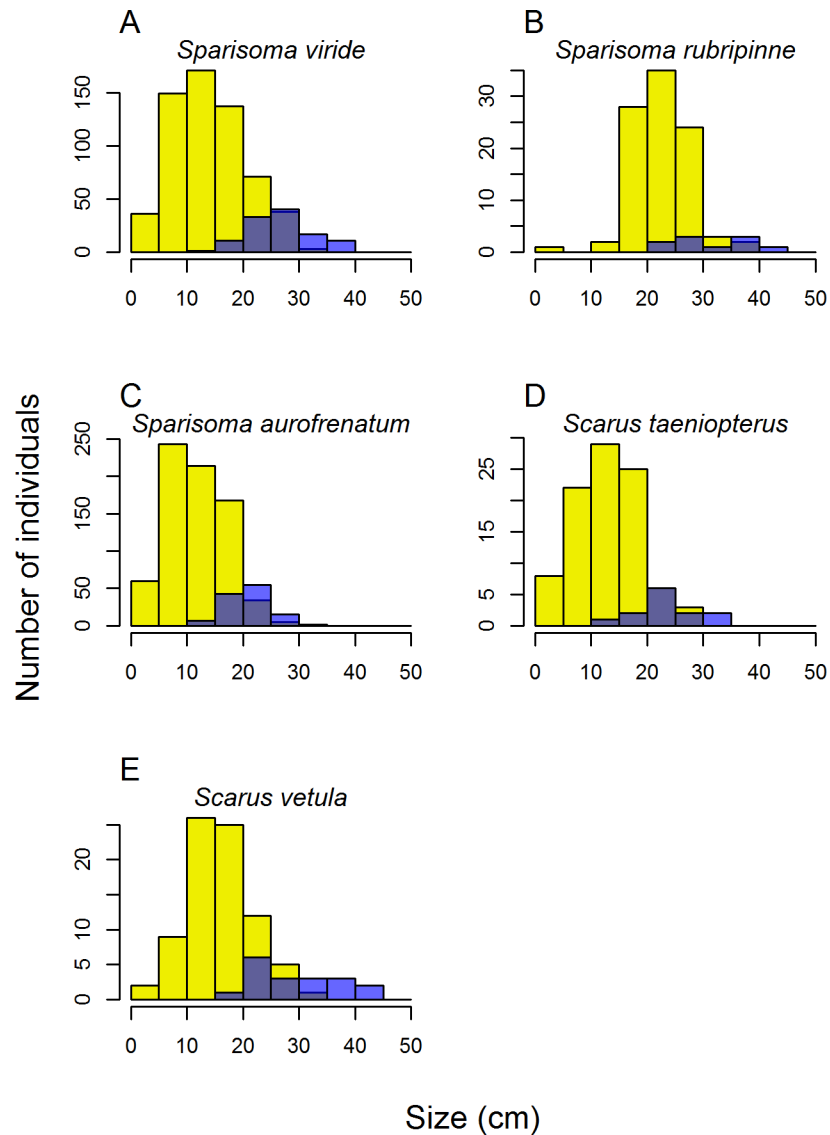 A
Sparisoma viride
0 50 100 150
0 10 20 30 40 50
B
Sparisoma rubripinne
0 10 20 30
0 10 20 30 40 50
C
Sparisoma aurofrenatum
0 50 150 250
0 10 20 30 40 50
D
Scarus taeniopterus
0 5 15 25
0 10 20 30 40 50
E
Scarus vetula
0 5 10 20
0 10 20 30 40 50
Number of individuals
Size (cm)